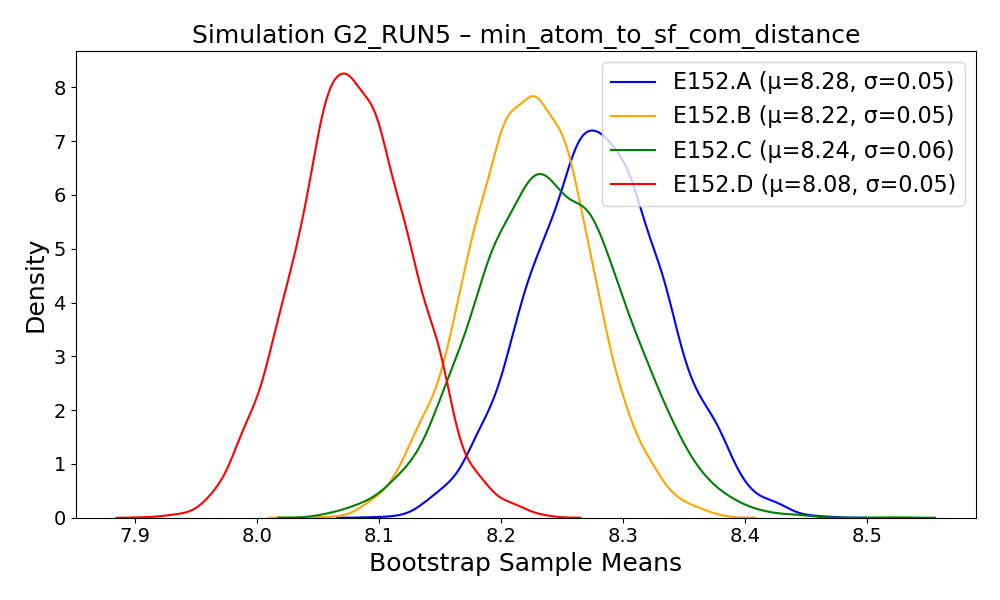 Simulation G2_RUN5 – min_atom_to_sf_com_distance
E152.A (μ=8.28, σ=0.05)
E152.B (μ=8.22, σ=0.05)
E152.C (μ=8.24, σ=0.06)
E152.D (μ=8.08, σ=0.05)
Density
8
7
6
5
4
3
2
1
0
7.9 8.0 8.1 8.2 8.3 8.4 8.5
Bootstrap Sample Means